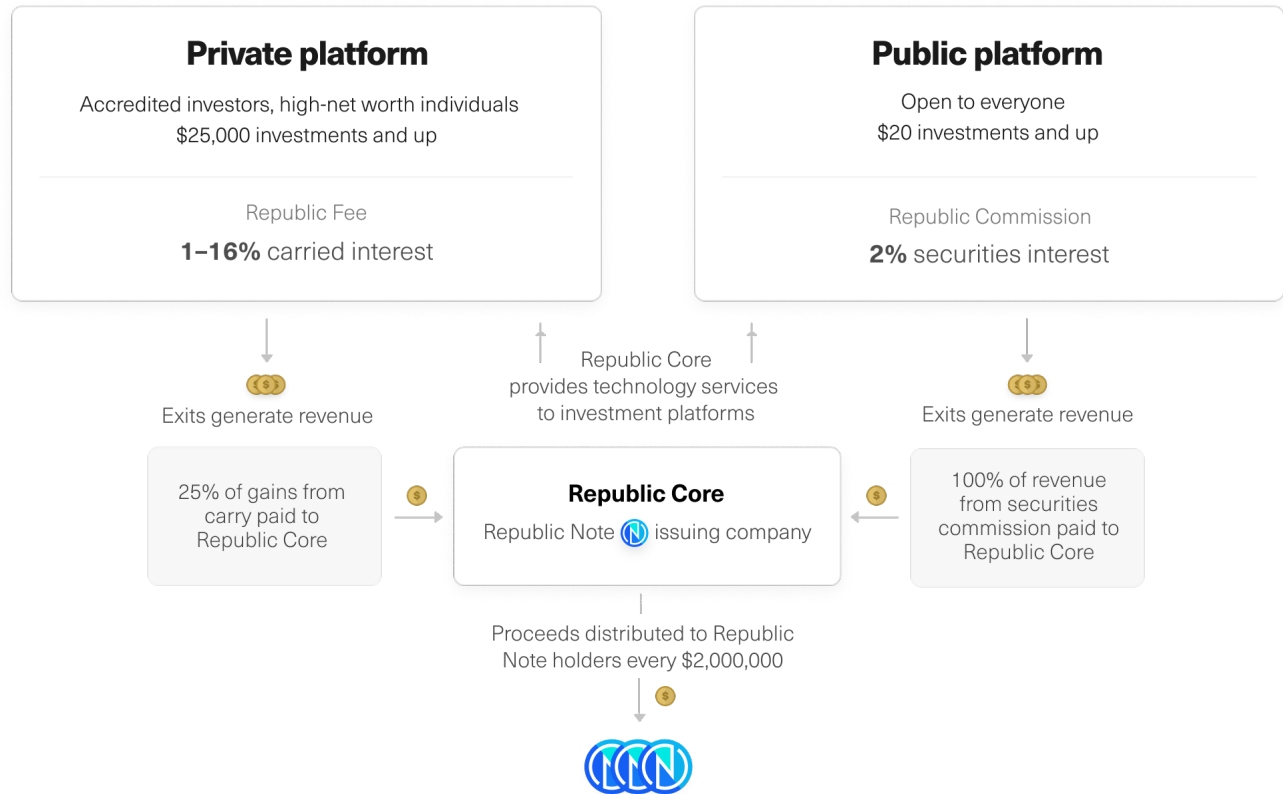 Private platform
Accredited investors, high-net worth individuals
$25,000 investments and up
Republic Fee
1–16% carried interest
Public platform
Open to everyone
$20 investments and up
Republic Commission
2% securities interest
Exits generate revenue
Republic Core
provides technology services
to investment platforms
Exits generate revenue
25% of gains from
carry paid to
Republic Core
Republic Core
Republic Note N issuing company
100% of revenue
from securities
commission paid to
Republic Core
Proceeds distributed to Republic
Note holders every $2,000,000